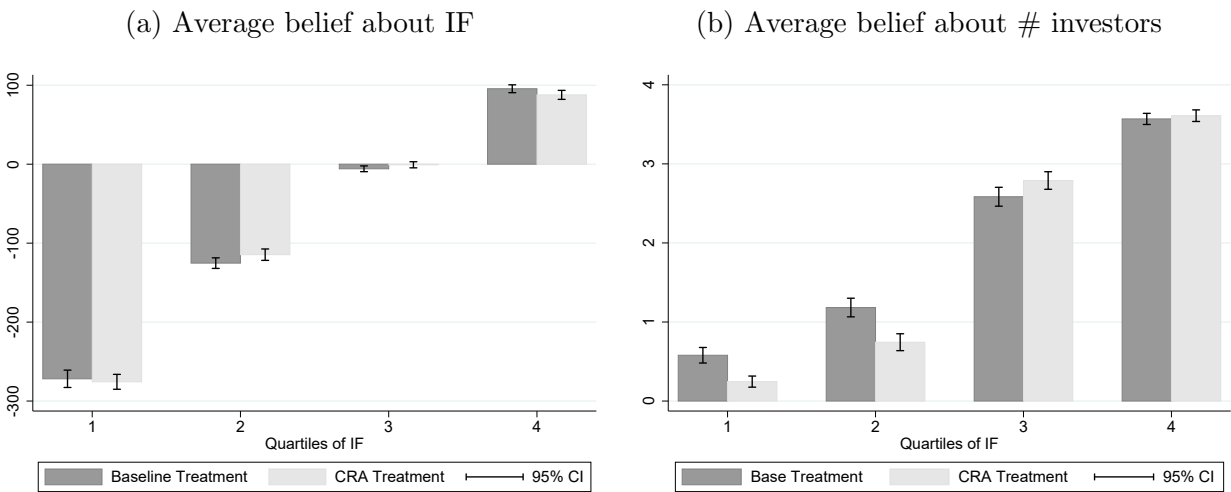 (a) Average belief about IF
100
0
-100
-200
-300
1 2 3 4
Quartiles of IF
Baseline Treatment CRA Treatment 95% CI
(b) Average belief about # investors
4
3
2
1
0
1 2 3 4
Quartiles of IF
Base Treatment CRA Treatment 95% CI